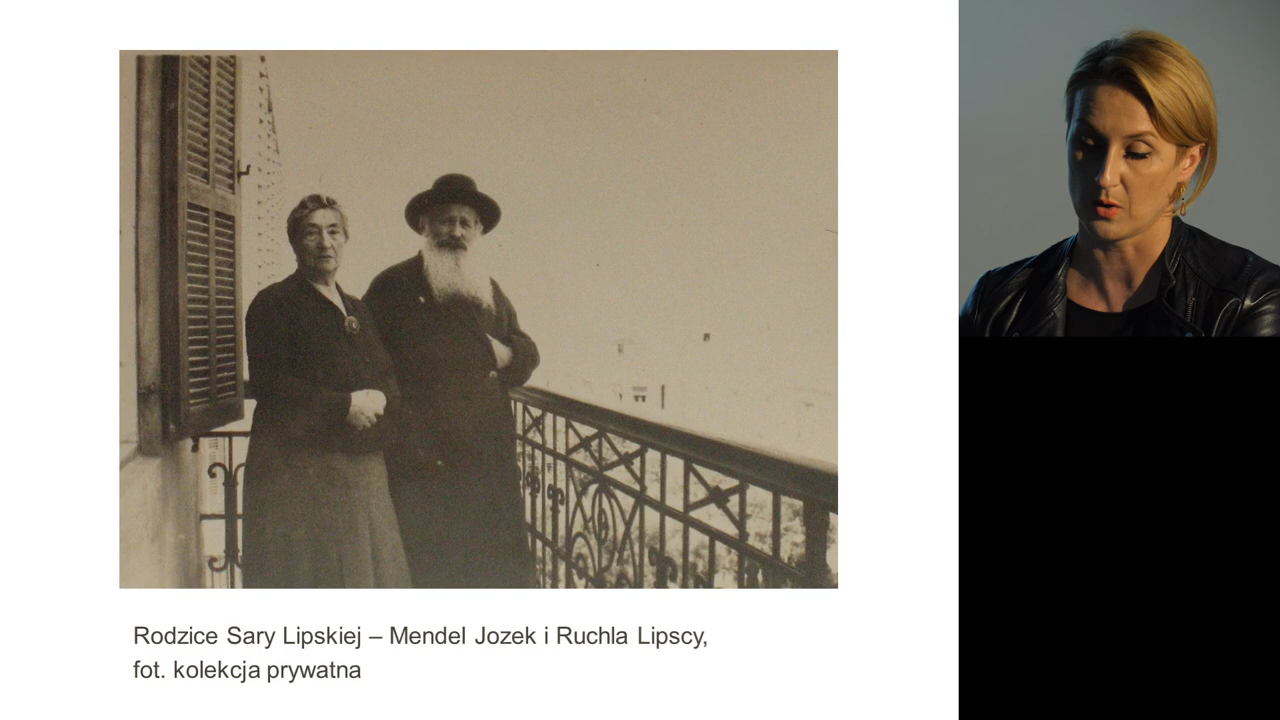 Rodzice Sary Lipskiej – Mendel Jozek i Ruchla Lipscy,
fot. kolekcja prywatna